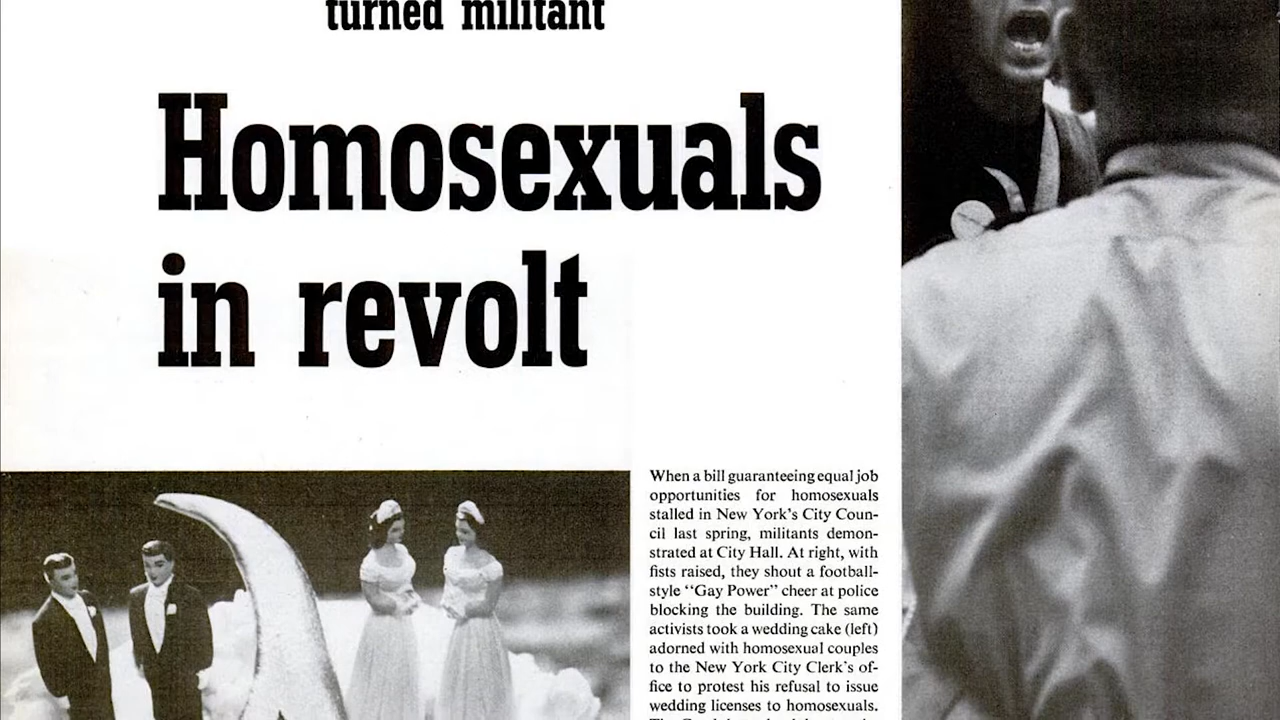 turned militant
Homosexuals
in revolt
When a bill guaranteeing equal job
opportunities for homosexuals
stalled in New York's City Coun-
cil last spring, militants demon-
strated at City Hall. At right, with
fists raised, they shout a football-
style “Gay Power” cheer at police
blocking the building. The same
activists took a wedding cake (left)
adorned with homosexual couples
to the New York City Clerk's of-
fice to protest his refusal to issue
wedding licenses to homosexuals.